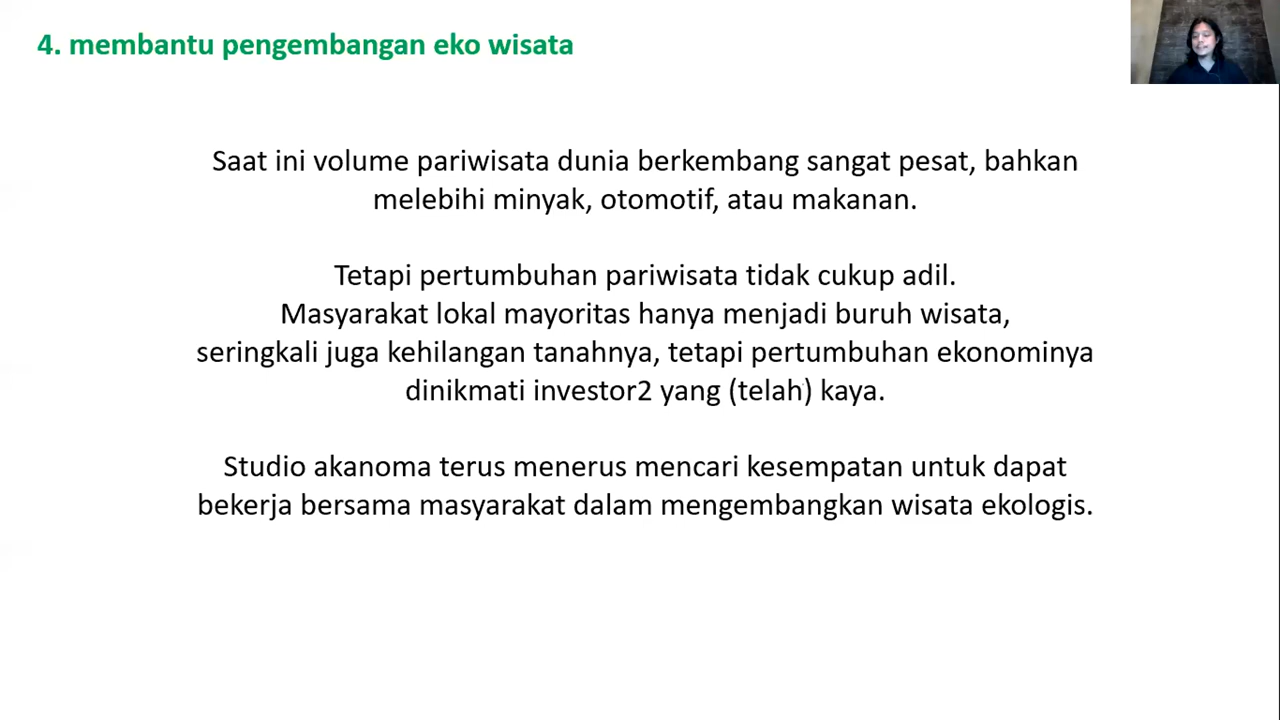 4. membantu pengembangan eko wisata
Saat ini volume pariwisata dunia berkembang sangat pesat, bahkan
melebihi minyak, otomotif, atau makanan.
Tetapi pertumbuhan pariwisata tidak cukup adil.
Masyarakat lokal mayoritas hanya menjadi buruh wisata,
seringkali juga kehilangan tanahnya, tetapi pertumbuhan ekonominya
dinikmati investor2 yang (telah) kaya.
Studio akanoma terus menerus mencari kesempatan untuk dapat
bekerja bersama masyarakat dalam mengembangkan wisata ekologis.